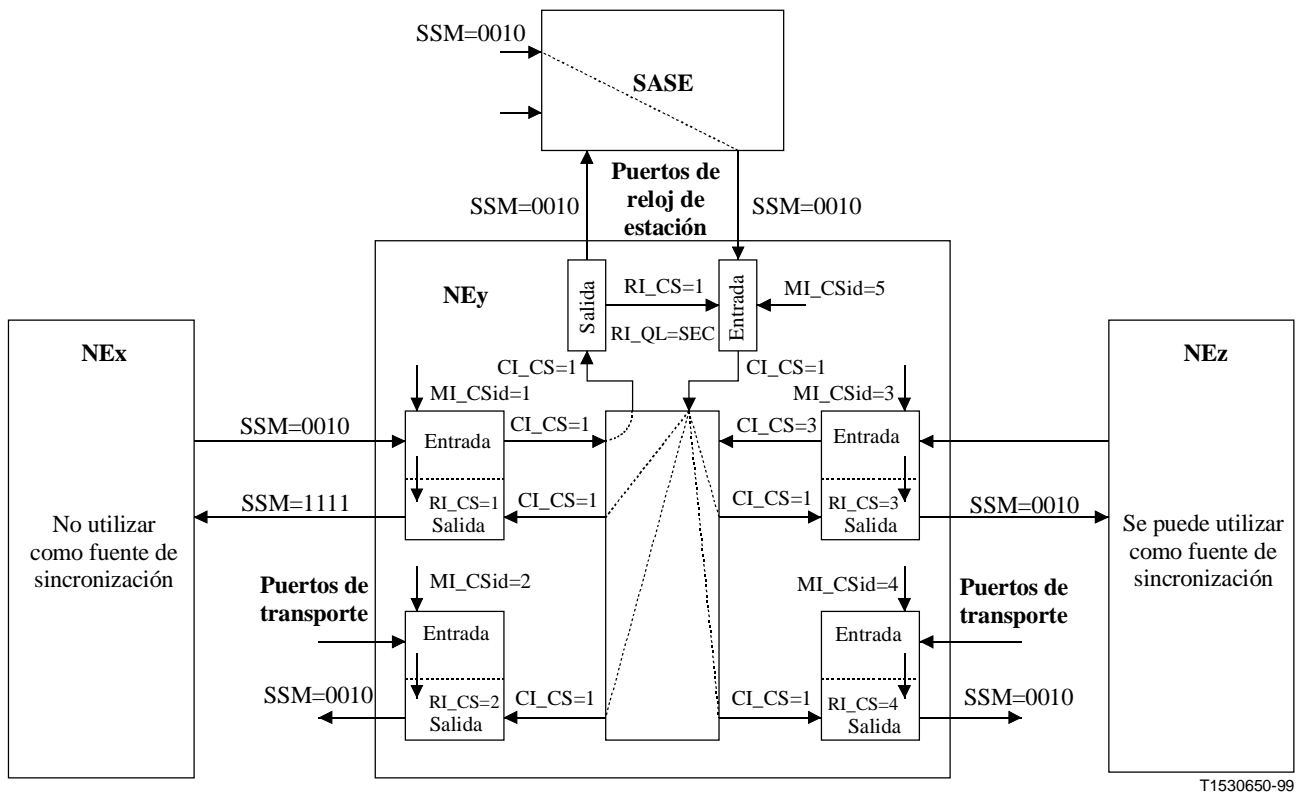 SSM=0010
SASE
Puertos de
reloj de
estación
SSM=0010
SSM=0010
NEy
Salida
RI_CS=1
RI_QL=SEC
Entrada
MI_CSid=5
CI_CS=1
CI_CS=1
NEx
No utilizar
como fuente de
sincronización
NEz
Se puede utilizar
como fuente de
sincronización
MI_CSid=1
SSM=0010
Entrada
CI_CS=1
SSM=1111
RI_CS=1
Salida
CI_CS=1
MI_CSid=3
CI_CS=3
Entrada
CI_CS=1
RI_CS=3
Salida
SSM=0010
Puertos de
transporte
MI_CSid=2
Entrada
SSM=0010
RI_CS=2
Salida
CI_CS=1
MI_CSid=4
Puertos de
transporte
Entrada
CI_CS=1
RI_CS=4
Salida
SSM=0010
T1530650-99